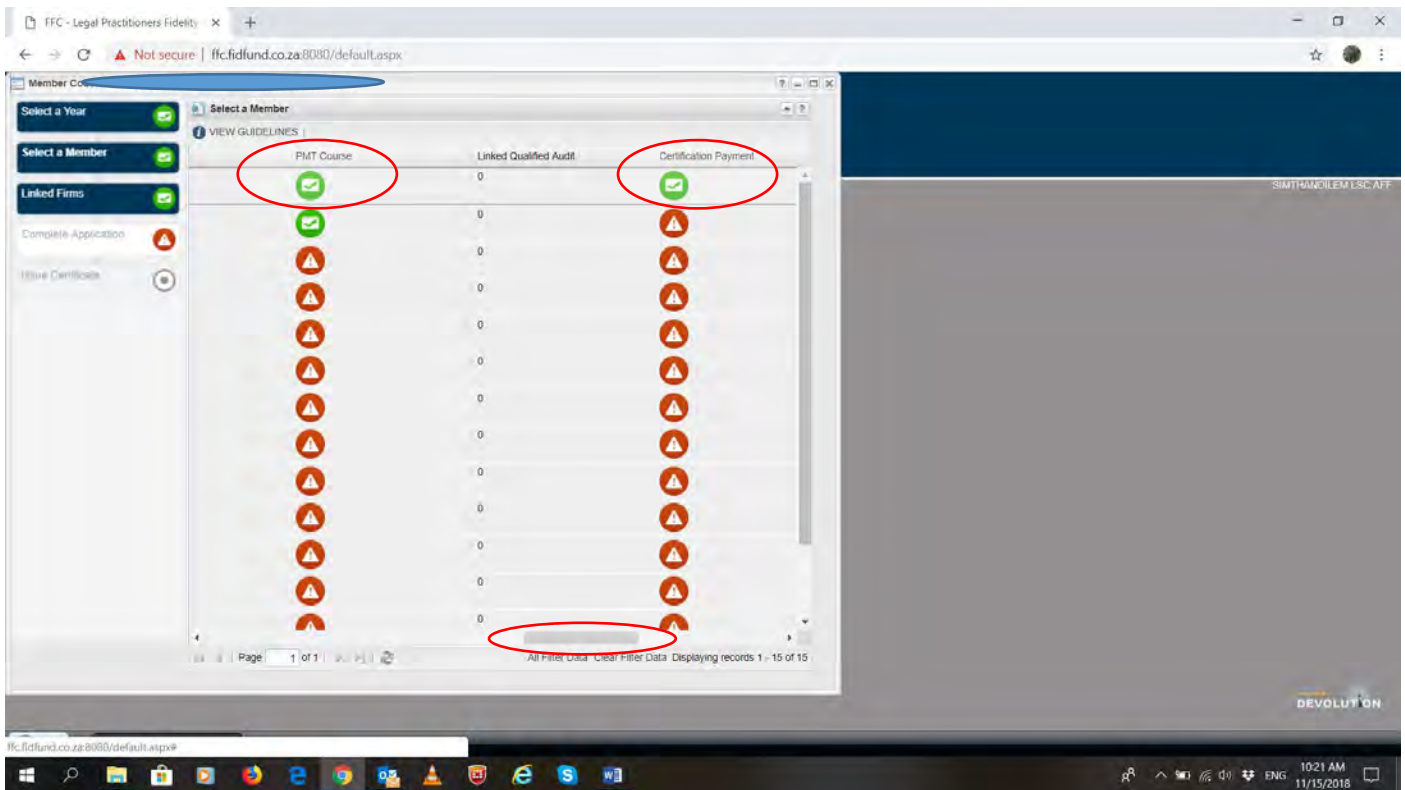 FFC - Legal Practitioners Fidelity
Not secure | ffc.fidfund.co.za:8080/default.aspx
Member
Select a Year
Select a Member
Linked Firms
Complete Application
Issue Certificate
Select a Member
VIEW GUIDELINES |
PMT Course Linked Qualified Audit Certification Payment
0
0
0
0
0
0
0
0
0
0
0
0
0
Page 1 of 1
All Filter Data Clear Filter Data Displaying records 1 - 15 of 15
SIMTHANDILEM LSC AFF
DEVOLUTION
ffc.fidfund.co.za:8080/default.aspx#
ENG
10:21 AM
11/15/2018